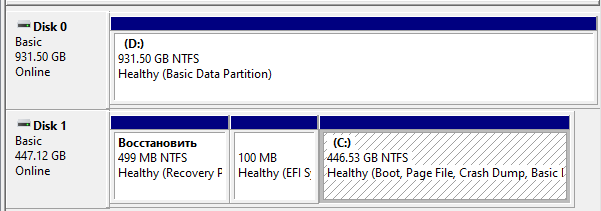 Disk 0
Basic
931.50 GB
Online
(D:)
931.50 GB NTFS
Healthy (Basic Data Partition)
Disk 1
Basic
447.12 GB
Online
Восстановить
499 MB NTFS
Healthy (Recovery P
100 MB
Healthy (EFI S
(C:)
446.53 GB NTFS
Healthy (Boot, Page File, Crash Dump, Basic